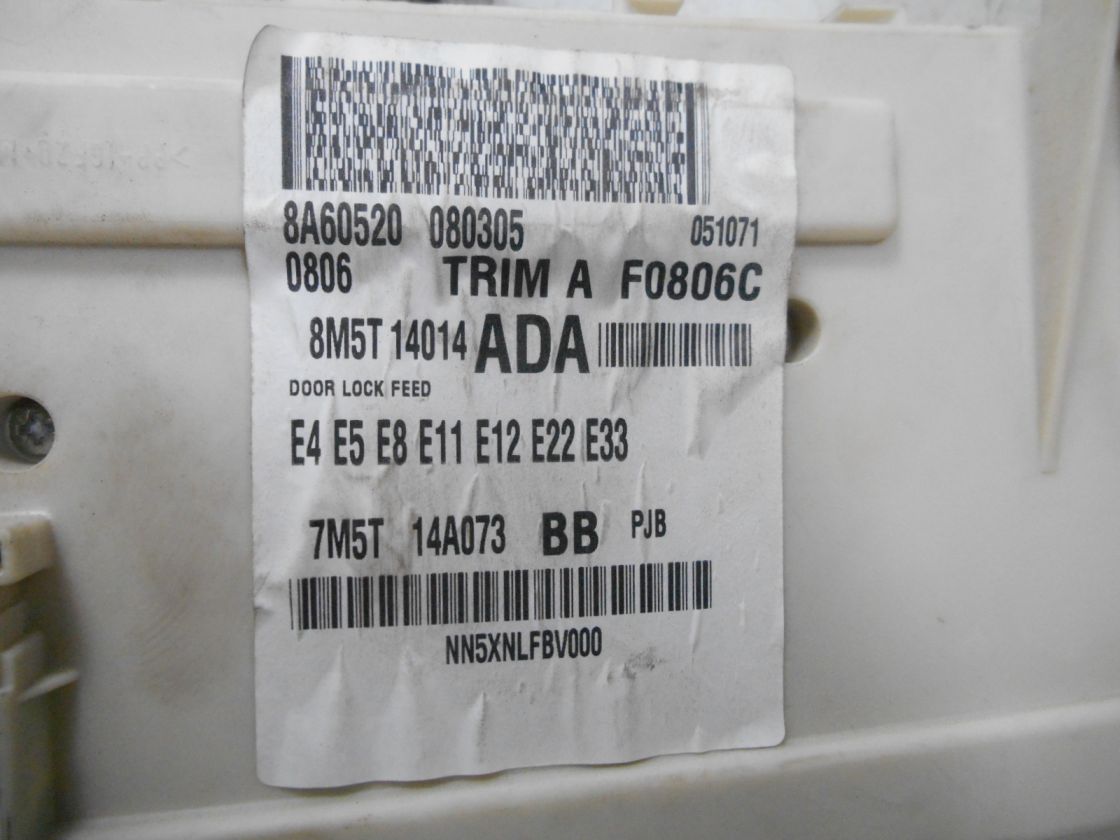 8A60520 080305 051071
0806 TRIM A F0806C
8M5T 14014 ADA
DOOR LOCK FEED
E4 E5 E8 E11 E12 E22 E33
7M5T 14A073 BB PJB
NN5XNLFBV000